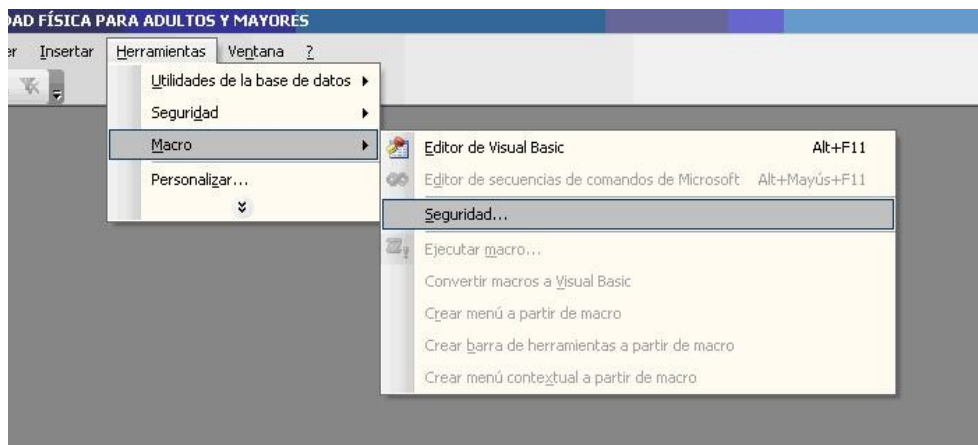 DAD FÍSICA PARA ADULTOS Y MAYORES
er Insertar Herramientas Ventana ?
Utilidades de la base de datos
Seguridad
Macro
Personalizar...
Editor de Visual Basic Alt+F11
Editor de secuencias de comandos de Microsoft Alt+Mayús+F11
Seguridad...
Ejecutar macro...
Convertir macros a Visual Basic
Crear menú a partir de macro
Crear barra de herramientas a partir de macro
Crear menú contextual a partir de macro